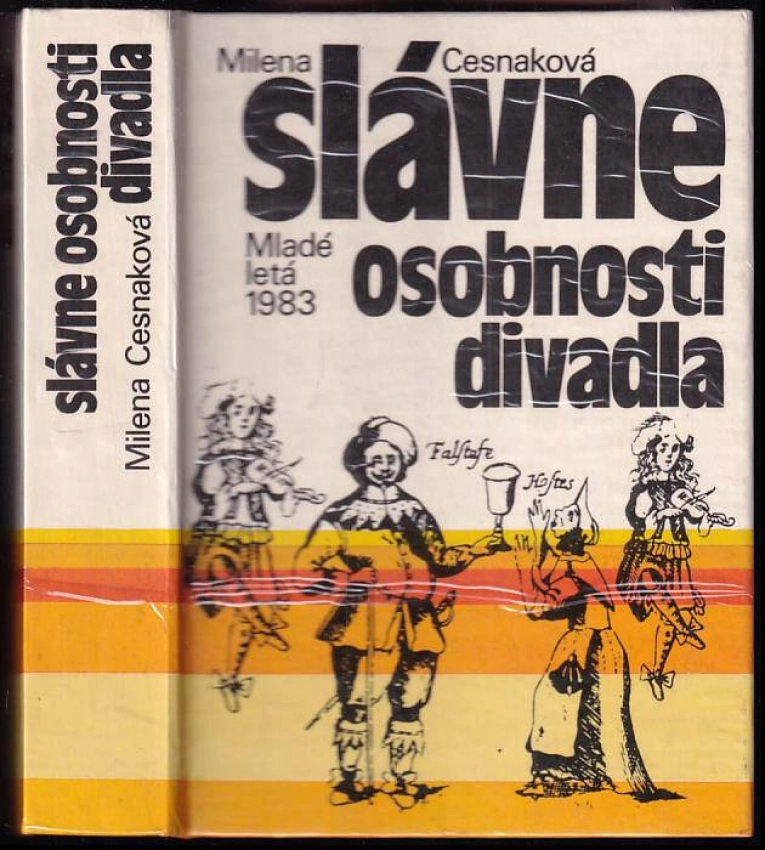 slávne osobnosti
divadla
Milena Cesnaková
Milena Cesnaková
slávne
Mladé
letá
1983
osobnosti
divadla
Falſtafe
Hoſtes